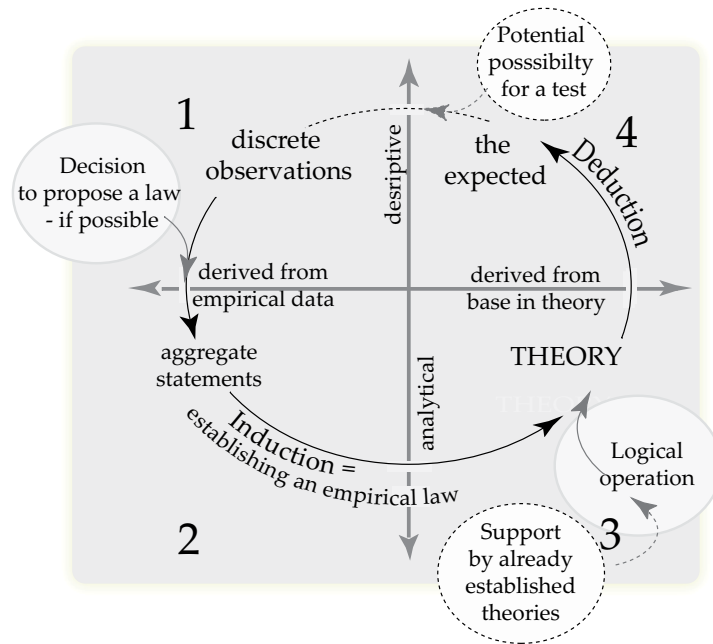 Potential
posssibilty
for a test
1
4
discrete
observations
the
expected
Deduction
desriptive
Decision
to propose a law
- if possible
derived from
empirical data
derived from
base in theory
aggregate
statements
THEORY
THEORY
analytical
Induction =
establishing an empirical law
Logical
operation
2
3
Support
by already
established
theories